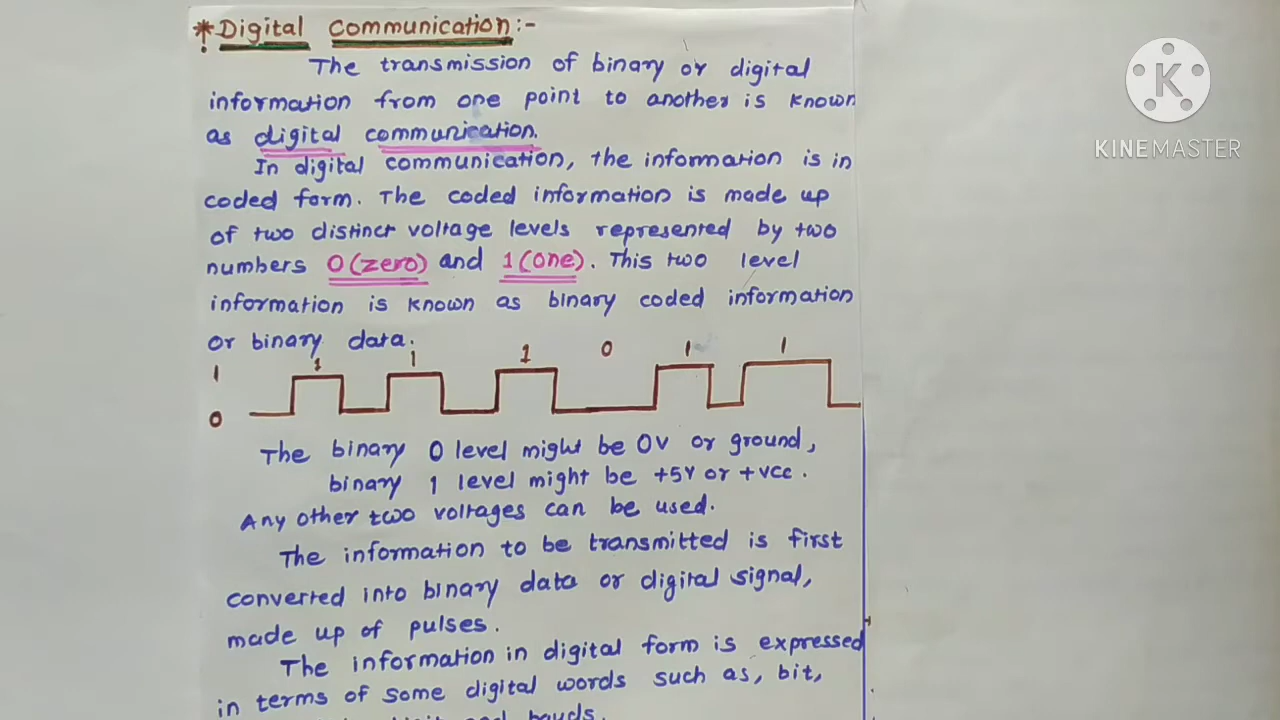 * Digital Communication:-
The transmission of binary or digital
information from one point to another is known
as digital communication.
In digital communication, the information is in
coded form. The coded information is made up
of two distinct voltage levels represented by two
numbers 0 (zero) and 1 (one). This two level
information is known as binary coded information
or binary data.
1 1 1 1 0 1 1
0
The binary 0 level might be 0V or ground,
binary 1 level might be +5V or +VCC.
Any other two voltages can be used.
The information to be transmitted is first
converted into binary data or digital signal,
made up of pulses.
The information in digital form is expressed
in terms of some digital words such as, bit,
and bauds.
K
KINEMASTER